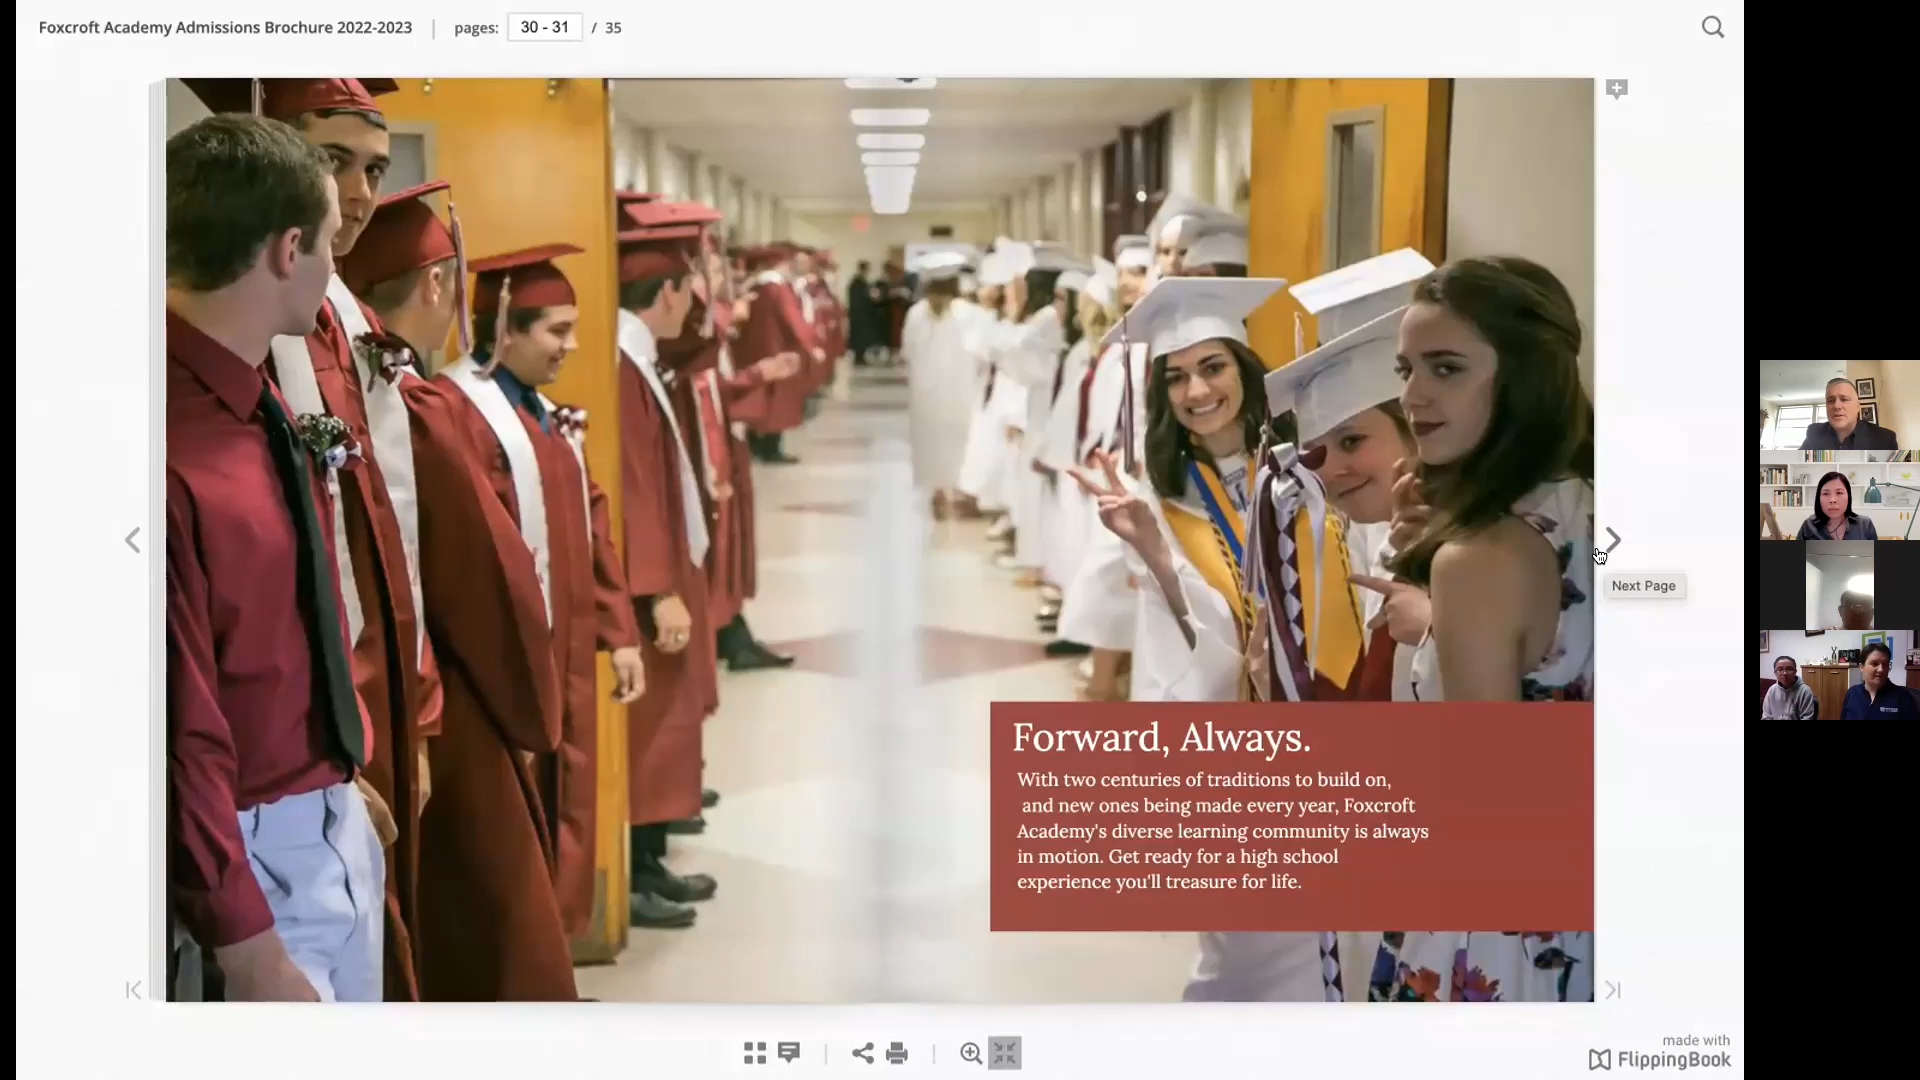 Foxcroft Academy Admissions Brochure 2022-2023 | pages: 30 - 31 / 35
Next Page
Forward, Always.
With two centuries of traditions to build on,
and new ones being made every year, Foxcroft
Academy's diverse learning community is always
in motion. Get ready for a high school
experience you'll treasure for life.
made with
FlippingBook